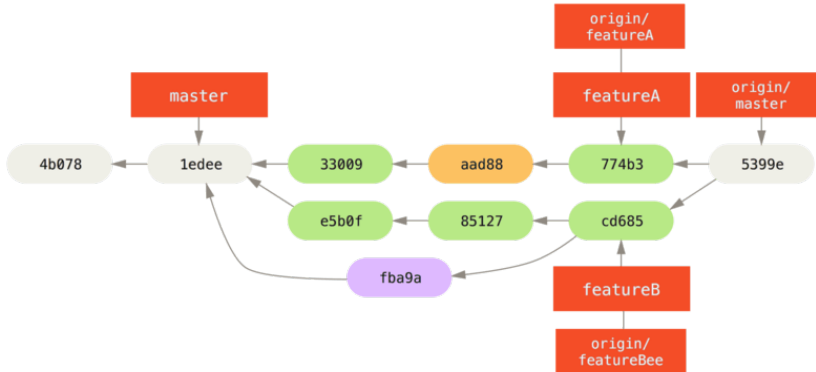 origin/
featureA
master
featureA
origin/
master
4b078
1edee
33009
aad88
774b3
5399e
e5b0f
85127
cd685
fba9a
featureB
origin/
featureBee